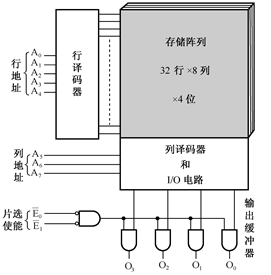 存储阵列
32 行×8 列
×4 位
行地址
A₀
A₁
A₂
A₃
A₄
行译码器
列译码器
和
I/O 电路
列地址
A₅
A₆
A₇
片选
使能
E̅₀
E̅₁
输出缓冲器
O₃
O₂
O₁
O₀